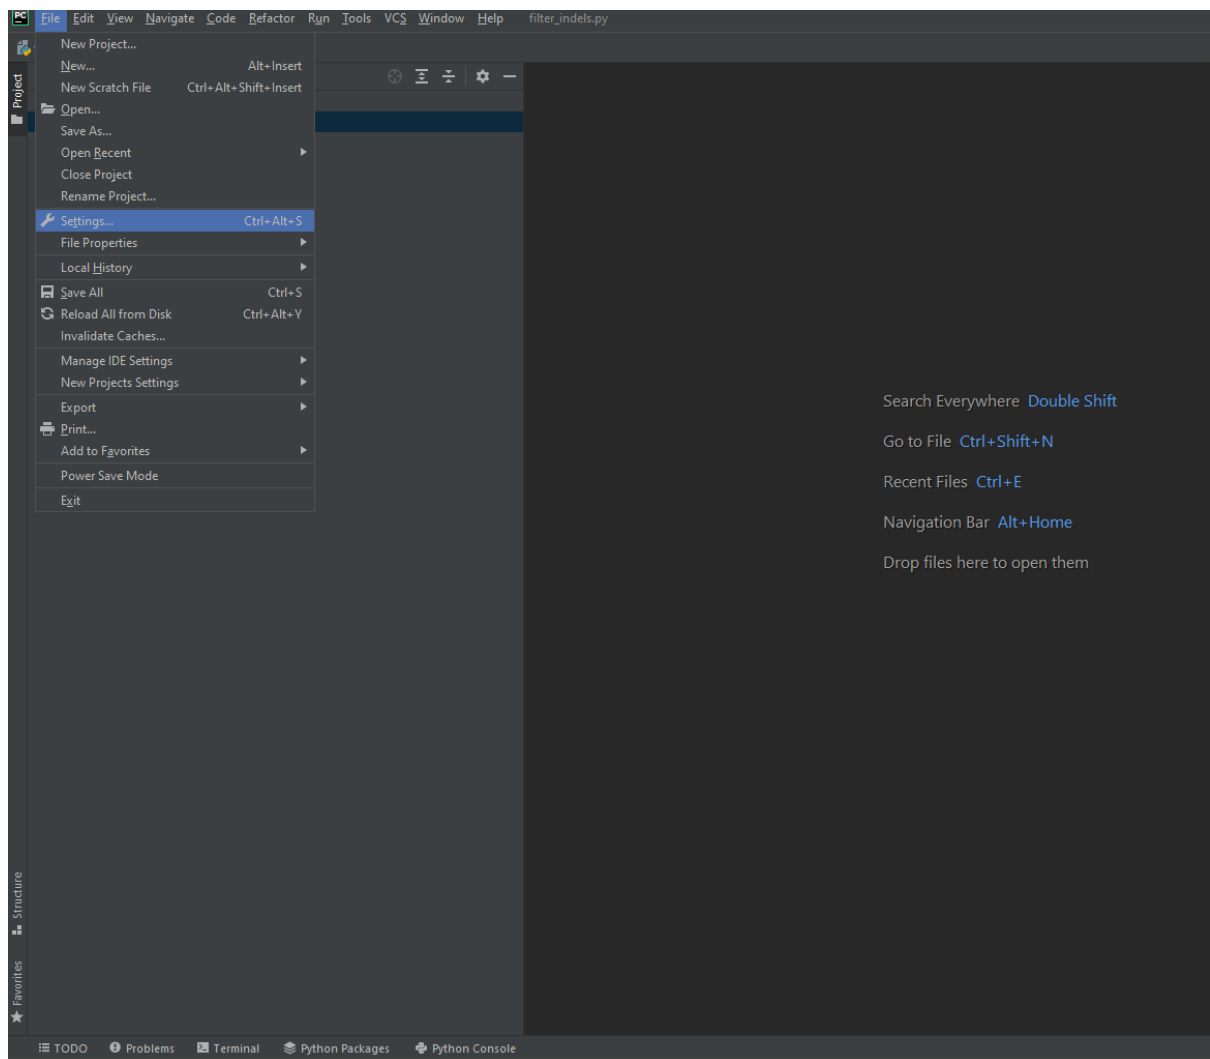 PC File Edit View Navigate Code Refactor Run Tools VCS Window Help filter_indels.py
New Project...
New... Alt+Insert
New Scratch File Ctrl+Alt+Shift+Insert
Open...
Save As...
Open Recent
Close Project
Rename Project...
Settings... Ctrl+Alt+S
File Properties
Local History
Save All Ctrl+S
Reload All from Disk Ctrl+Alt+Y
Invalidate Caches...
Manage IDE Settings
New Projects Settings
Export
Print...
Add to Favorites
Power Save Mode
Exit
Project
Structure
Favorites
Search Everywhere Double Shift
Go to File Ctrl+Shift+N
Recent Files Ctrl+E
Navigation Bar Alt+Home
Drop files here to open them
TODO Problems Terminal Python Packages Python Console